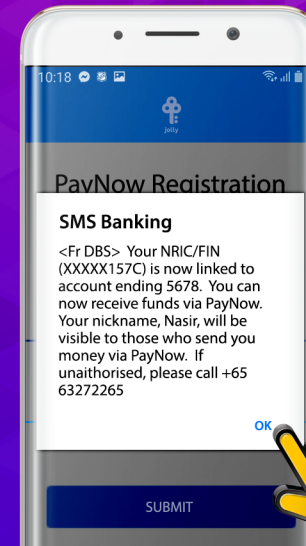 10:18
jolly
PayNow Registration
SMS Banking
<Fr DBS> Your NRIC/FIN
(XXXXX157C) is now linked to
account ending 5678. You can
now receive funds via PayNow.
Your nickname, Nasir, will be
visible to those who send you
money via PayNow. If
unaithorised, please call +65
63272265
OK
SUBMIT